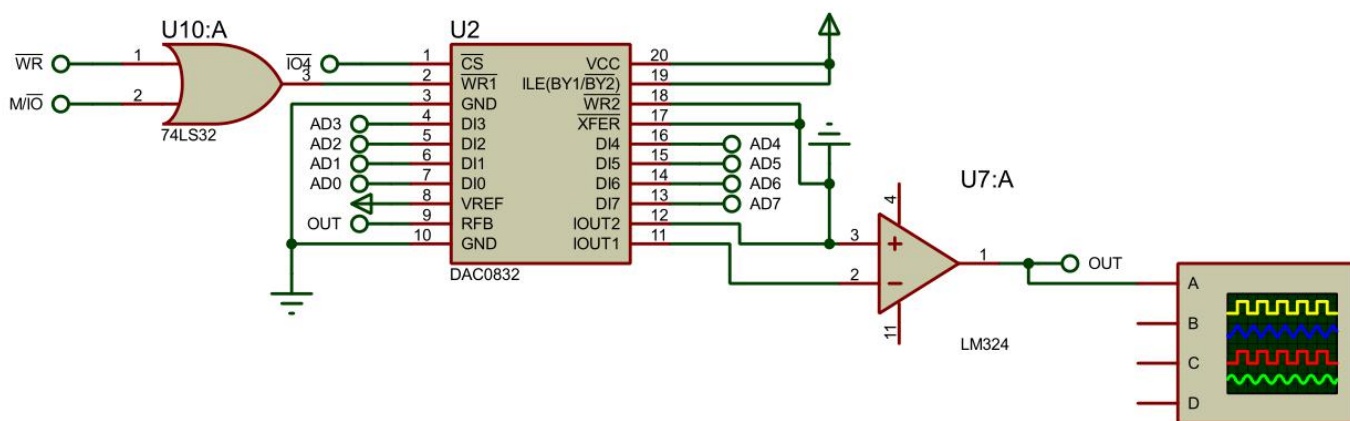 U10:A
WR
1
M/IO
2
3
74LS32
U2
IO4
1
CS
2
WR1
3
GND
AD3
4
DI3
AD2
5
DI2
AD1
6
DI1
AD0
7
DI0
8
VREF
OUT
9
RFB
10
GND
VCC
20
ILE(BY1/BY2)
19
WR2
18
XFER
17
DI4
16
AD4
DI5
15
AD5
DI6
14
AD6
DI7
13
AD7
IOUT2
12
IOUT1
11
DAC0832
U7:A
4
3
2
1
11
LM324
OUT
A
B
C
D